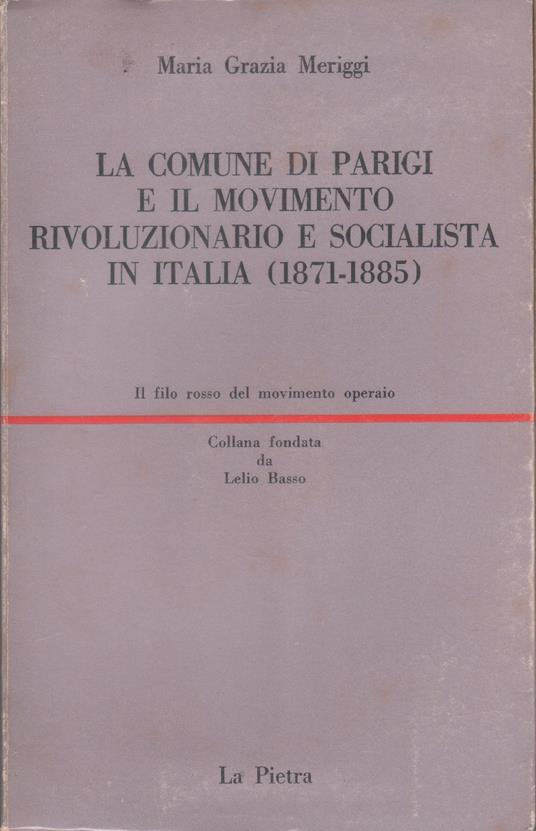 Maria Grazia Meriggi
LA COMUNE DI PARIGI
E IL MOVIMENTO
RIVOLUZIONARIO E SOCIALISTA
IN ITALIA (1871-1885)
Il filo rosso del movimento operaio
Collana fondata
da
Lelio Basso
La Pietra